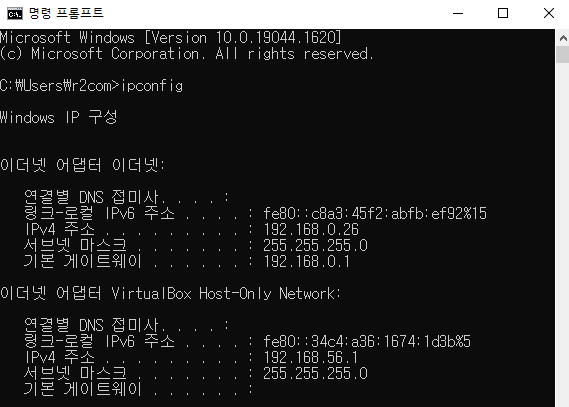 명령 프롬프트
Microsoft Windows [Version 10.0.19044.1620]
(c) Microsoft Corporation. All rights reserved.
C:₩Users₩r2com>ipconfig
Windows IP 구성
이더넷 어댑터 이더넷:
연결별 DNS 접미사. . . . :
링크-로컬 IPv6 주소 . . . . : fe80::c8a3:45f2:abfb:ef92%15
IPv4 주소 . . . . . . . . . : 192.168.0.26
서브넷 마스크 . . . . . . . : 255.255.255.0
기본 게이트웨이 . . . . . . : 192.168.0.1
이더넷 어댑터 VirtualBox Host-Only Network:
연결별 DNS 접미사. . . . :
링크-로컬 IPv6 주소 . . . . : fe80::34c4:a36:1674:1d3b%5
IPv4 주소 . . . . . . . . . : 192.168.56.1
서브넷 마스크 . . . . . . . : 255.255.255.0
기본 게이트웨이 . . . . . . :